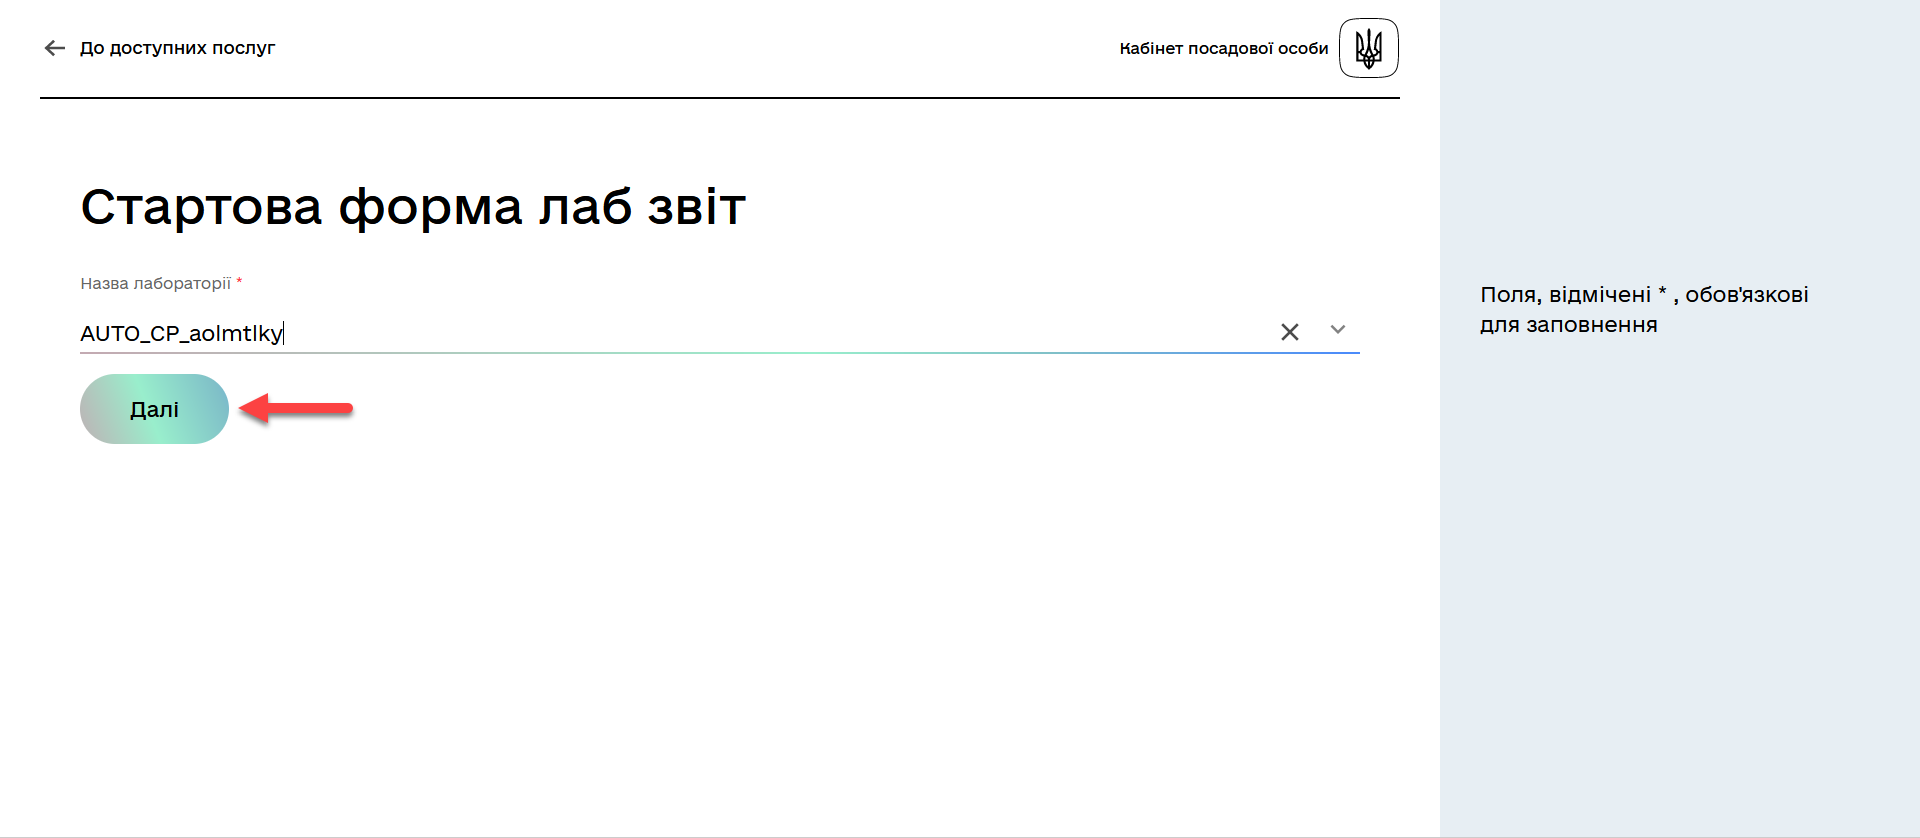 До доступних послуг
Кабінет посадової особи
Стартова форма лаб звіт
Назва лабораторії *
AUTO_CP_aolmtlky
Далі
Поля, відмічені * , обов'язкові
для заповнення